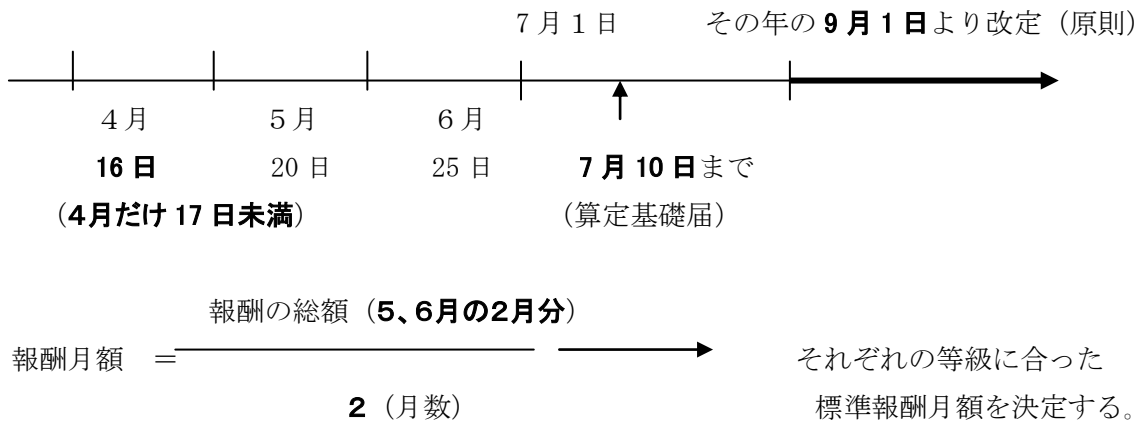 7月1日 その年の9月1日より改定（原則）
4月 5月 6月
16日 20日 25日 7月10日まで
（4月だけ17日未満） （算定基礎届）
報酬の総額（5、6月の2月分）
報酬月額 ＝ それぞれの等級に合った
2（月数） 標準報酬月額を決定する。